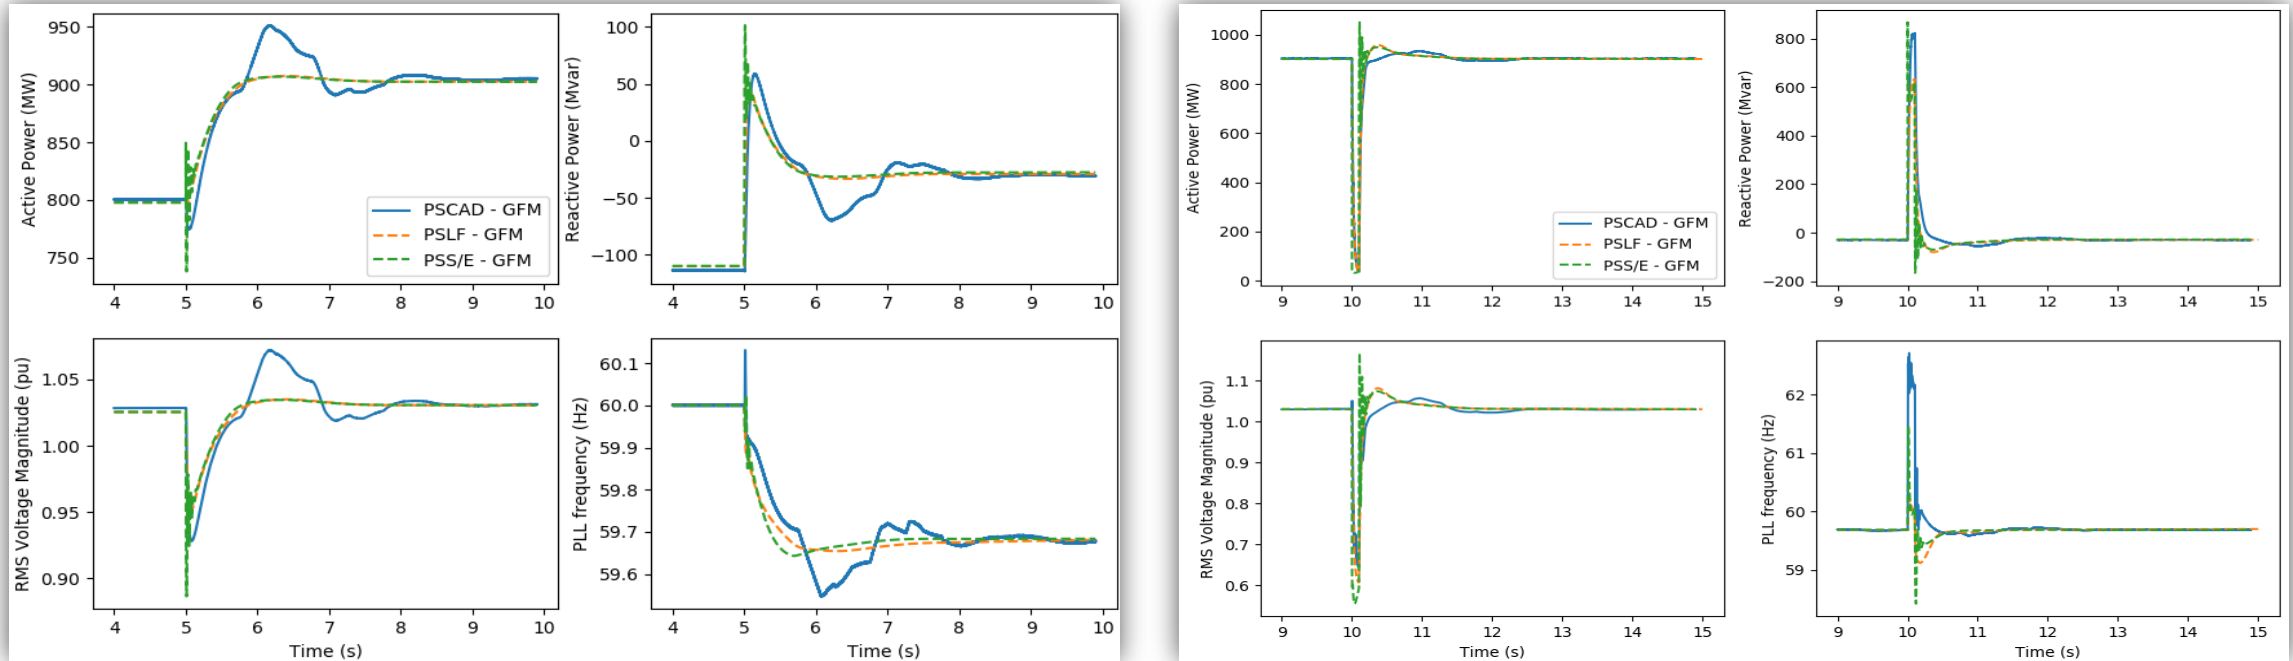 Active Power (MW)
950
900
850
800
750
4 5 6 7 8 9 10
PSCAD - GFM
PSLF - GFM
PSS/E - GFM
Reactive Power (Mvar)
100
50
0
−50
−100
4 5 6 7 8 9 10
RMS Voltage Magnitude (pu)
1.05
1.00
0.95
0.90
4 5 6 7 8 9 10
Time (s)
PLL frequency (Hz)
60.1
60.0
59.9
59.8
59.7
59.6
4 5 6 7 8 9 10
Time (s)
Active Power (MW)
1000
800
600
400
200
0
9 10 11 12 13 14 15
PSCAD - GFM
PSLF - GFM
PSS/E - GFM
Reactive Power (Mvar)
800
600
400
200
0
−200
9 10 11 12 13 14 15
RMS Voltage Magnitude (pu)
1.1
1.0
0.9
0.8
0.7
0.6
9 10 11 12 13 14 15
Time (s)
PLL frequency (Hz)
62
61
60
59
9 10 11 12 13 14 15
Time (s)